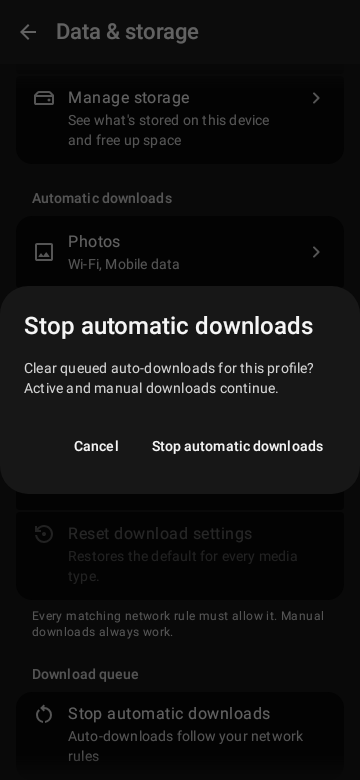 Data & storage
Manage storage
See what's stored on this device
and free up space
Automatic downloads
Photos
Wi-Fi, Mobile data
Stop automatic downloads
Clear queued auto-downloads for this profile?
Active and manual downloads continue.
Cancel
Stop automatic downloads
Reset download settings
Restores the default for every media
type.
Every matching network rule must allow it. Manual
downloads always work.
Download queue
Stop automatic downloads
Auto-downloads follow your network
rules